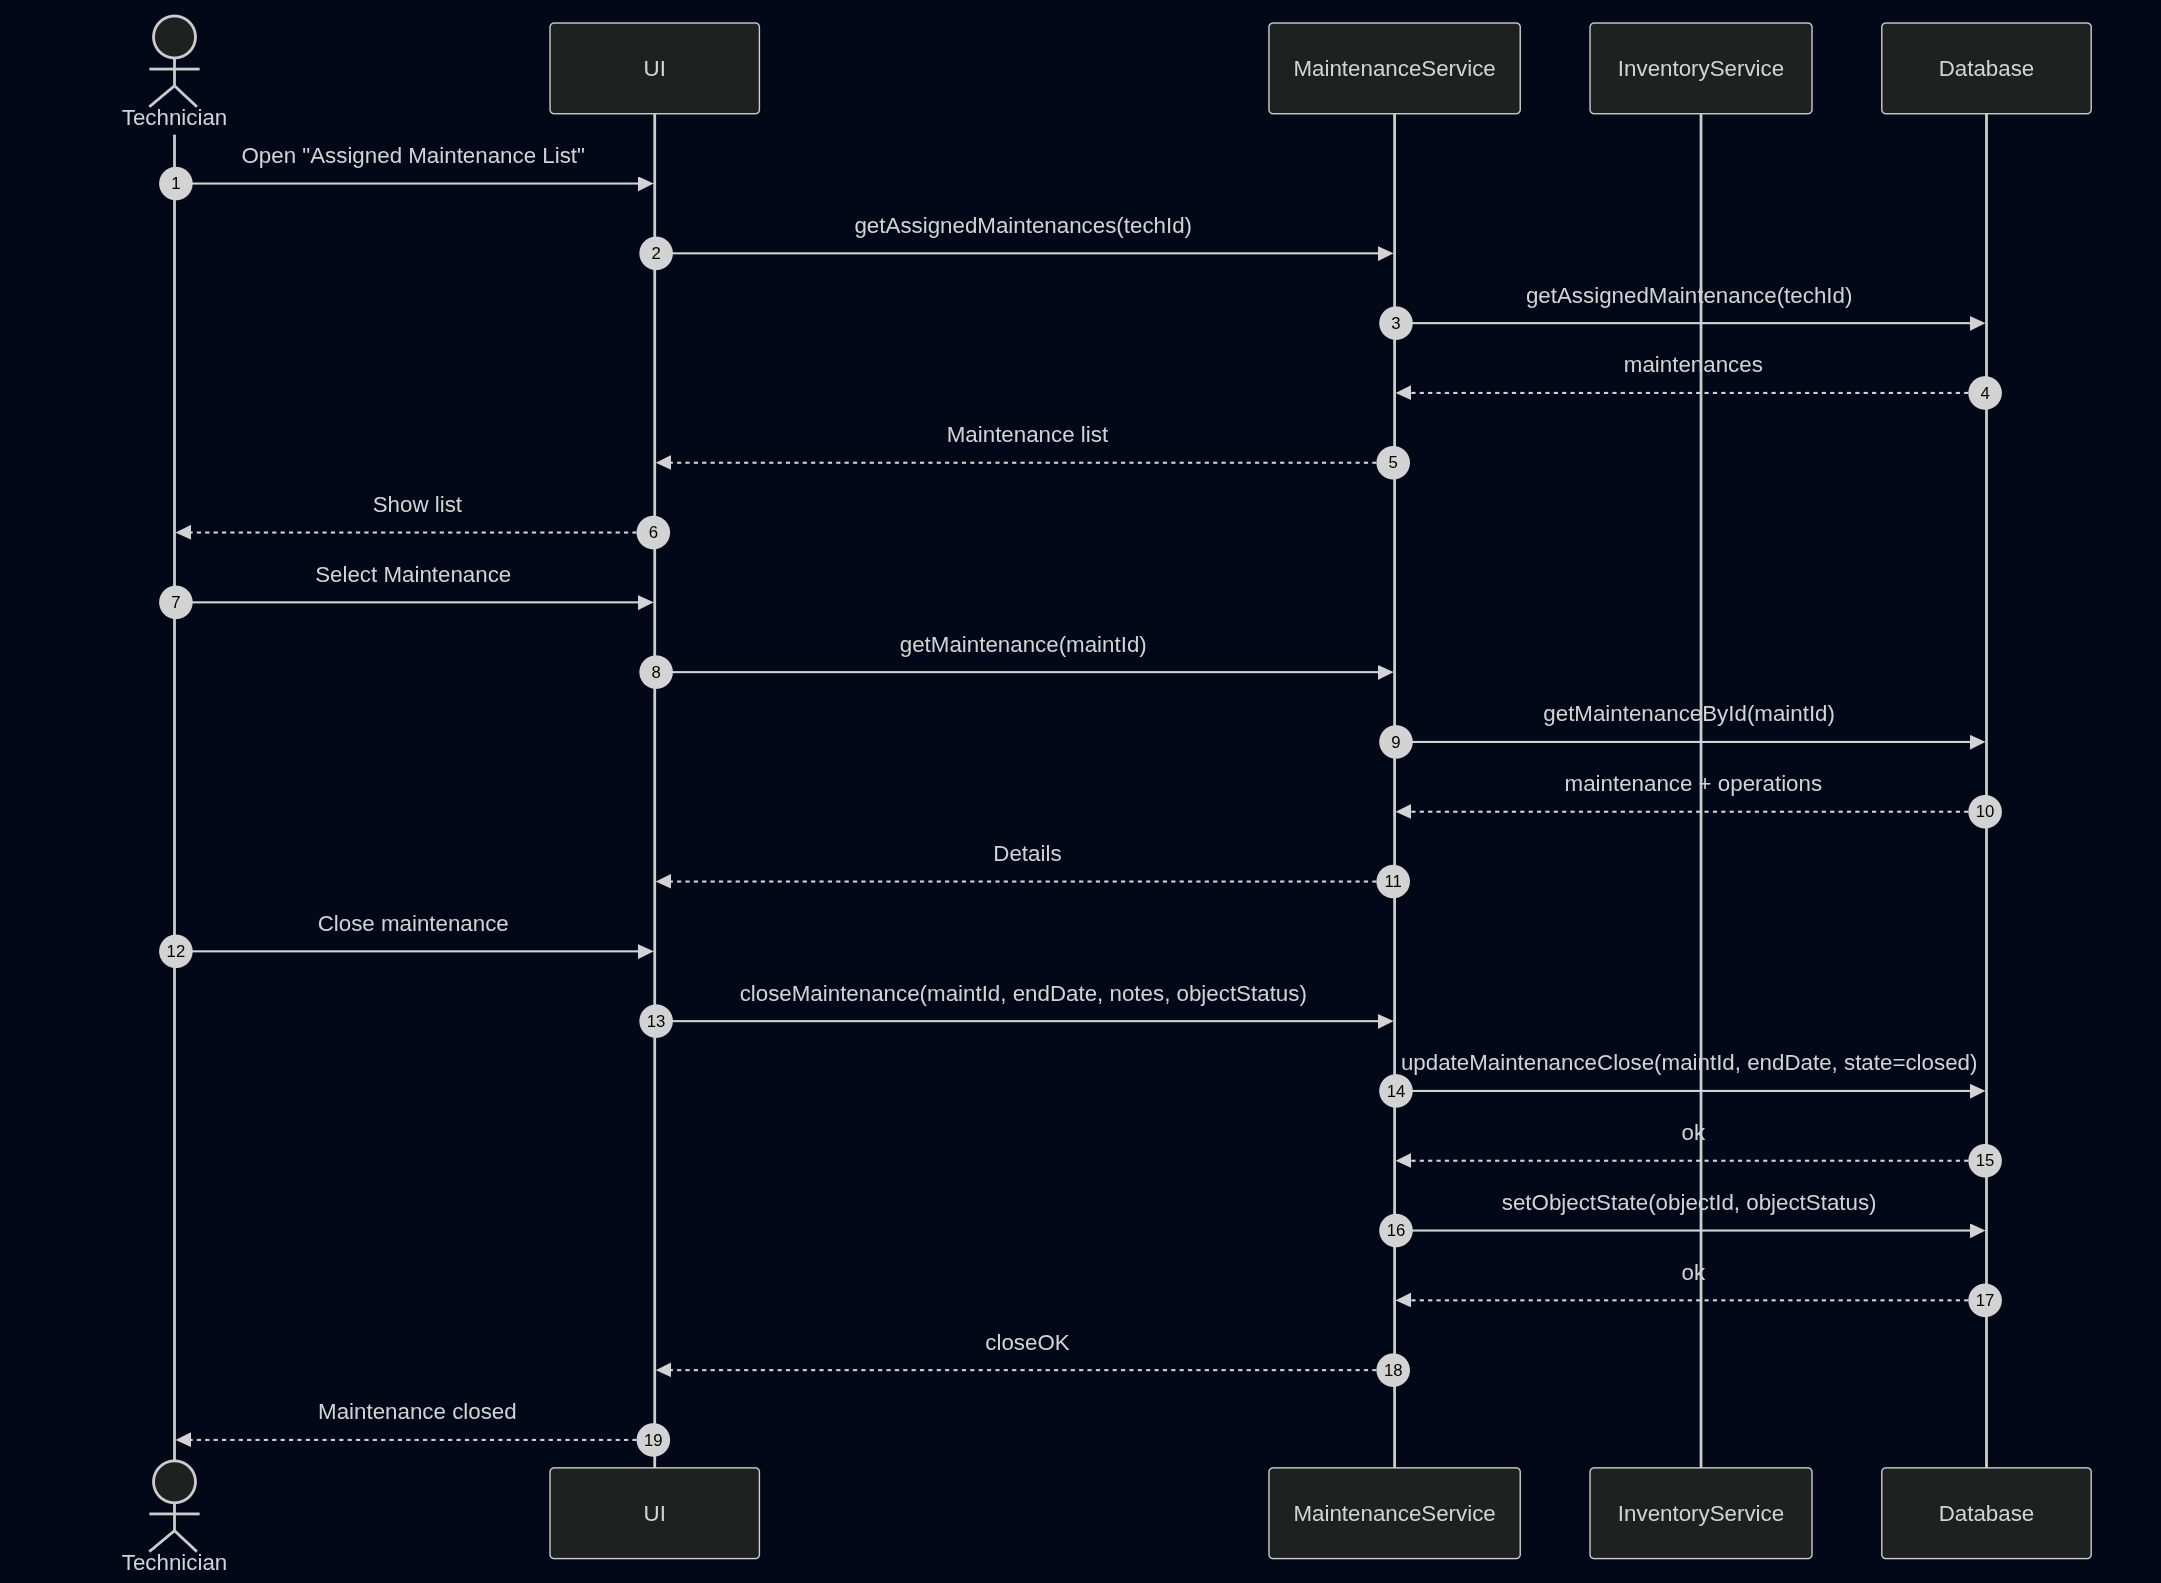 Technician
UI
MaintenanceService
InventoryService
Database
Open "Assigned Maintenance List"
1
getAssignedMaintenances(techId)
2
getAssignedMaintenance(techId)
3
maintenances
4
Maintenance list
5
Show list
6
Select Maintenance
7
getMaintenance(maintId)
8
getMaintenanceById(maintId)
9
maintenance + operations
10
Details
11
Close maintenance
12
closeMaintenance(maintId, endDate, notes, objectStatus)
13
updateMaintenanceClose(maintId, endDate, state=closed)
14
ok
15
setObjectState(objectId, objectStatus)
16
ok
17
closeOK
18
Maintenance closed
19
Technician
UI
MaintenanceService
InventoryService
Database